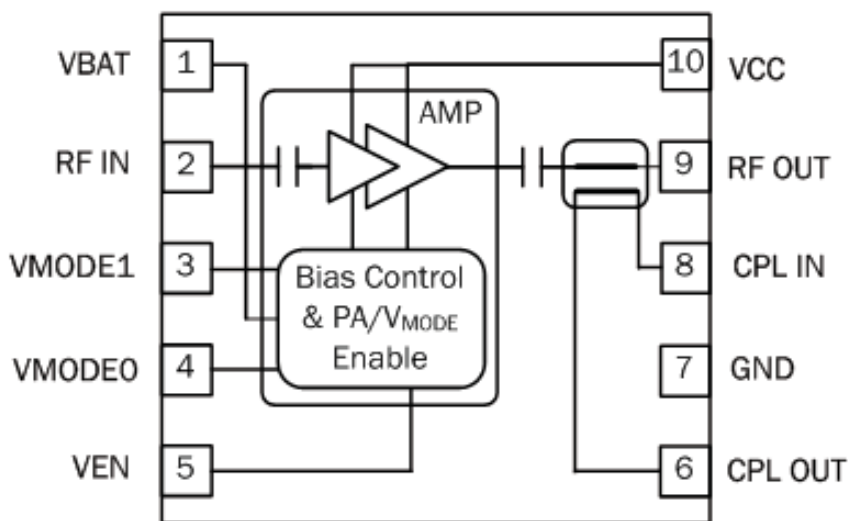 VBAT
1
RF IN
2
VMODE1
3
VMODE0
4
VEN
5
AMP
Bias Control
& PA/VMODE
Enable
10
VCC
9
RF OUT
8
CPL IN
7
GND
6
CPL OUT